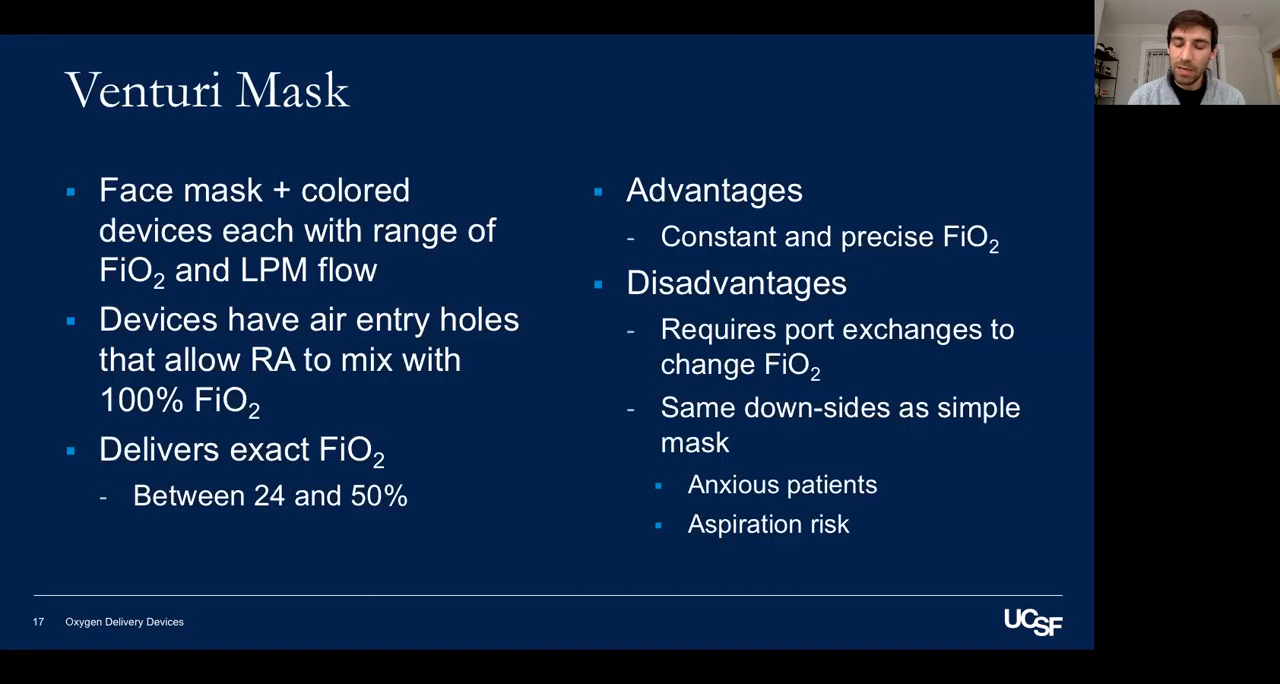 Venturi Mask
▪ Face mask + colored
devices each with range of
FiO₂ and LPM flow
▪ Devices have air entry holes
that allow RA to mix with
100% FiO₂
▪ Delivers exact FiO₂
- Between 24 and 50%
▪ Advantages
- Constant and precise FiO₂
▪ Disadvantages
- Requires port exchanges to
change FiO₂
- Same down-sides as simple
mask
▪ Anxious patients
▪ Aspiration risk
17 Oxygen Delivery Devices
UCSF